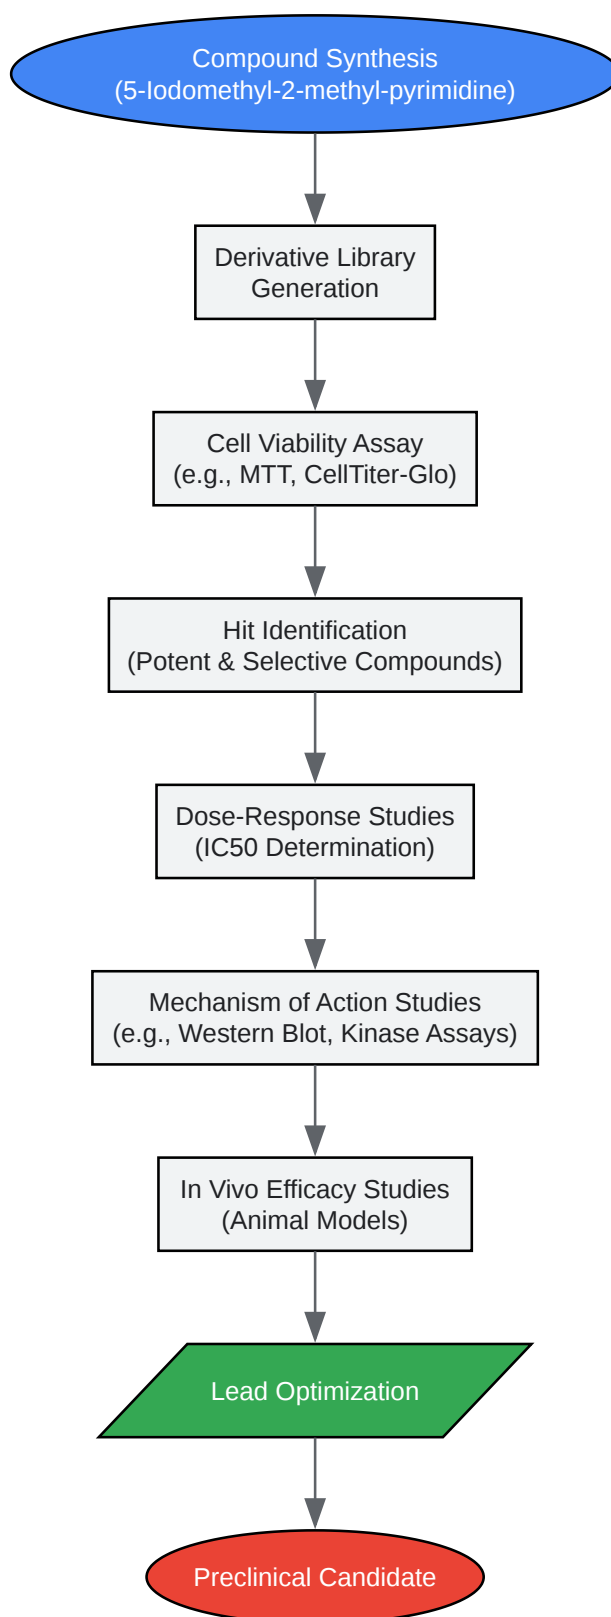 Compound Synthesis
(5-Iodomethyl-2-methyl-pyrimidine)
Derivative Library
Generation
Cell Viability Assay
(e.g., MTT, CellTiter-Glo)
Hit Identification
(Potent & Selective Compounds)
Dose-Response Studies
(IC50 Determination)
Mechanism of Action Studies
(e.g., Western Blot, Kinase Assays)
In Vivo Efficacy Studies
(Animal Models)
Lead Optimization
Preclinical Candidate